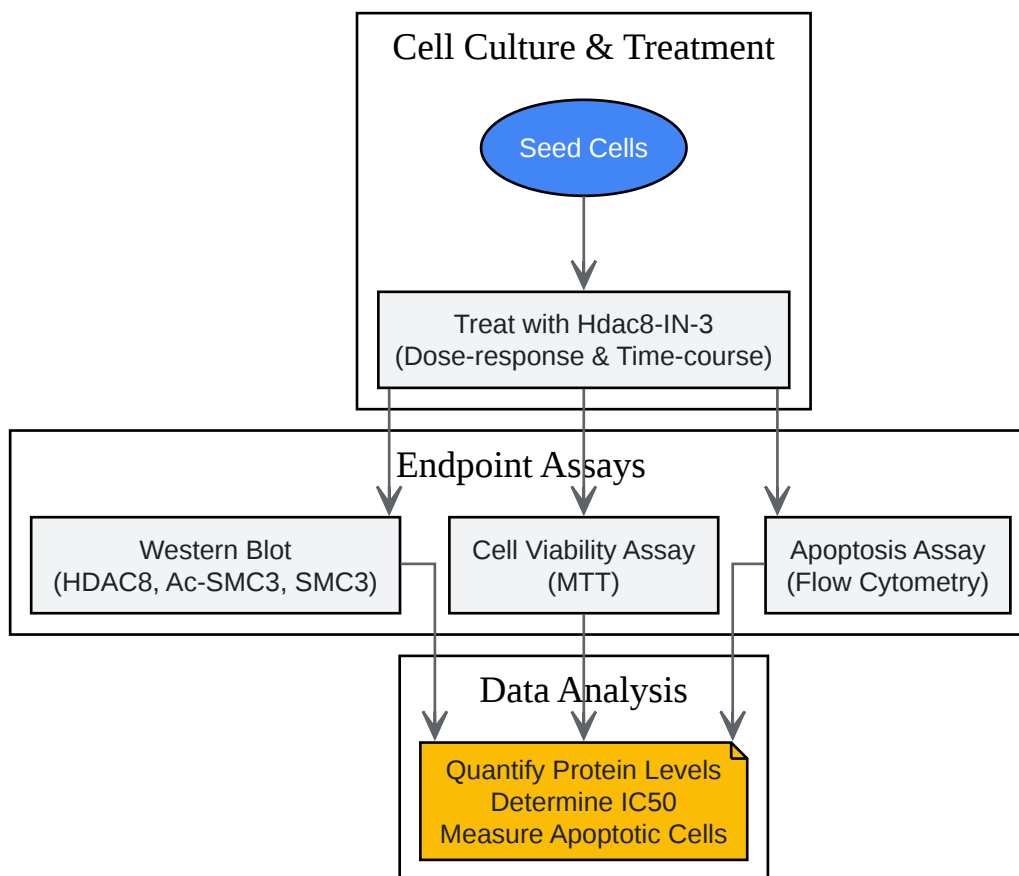 Cell Culture & Treatment
Seed Cells
Treat with Hdac8-IN-3
(Dose-response & Time-course)
Endpoint Assays
Western Blot
(HDAC8, Ac-SMC3, SMC3)
Cell Viability Assay
(MTT)
Apoptosis Assay
(Flow Cytometry)
Data Analysis
Quantify Protein Levels
Determine IC50
Measure Apoptotic Cells